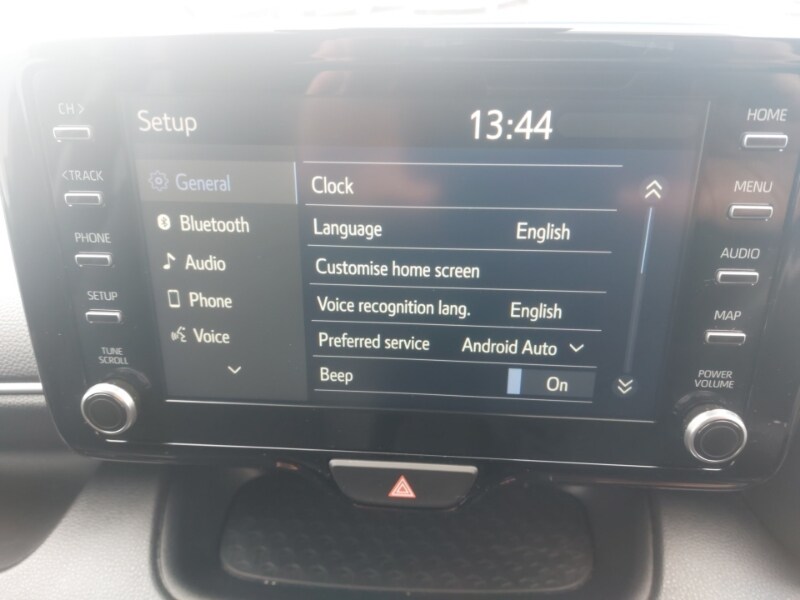 CH >
< TRACK
PHONE
SETUP
TUNE
SCROLL
Setup
13:44
General
Bluetooth
Audio
Phone
Voice
Clock
Language English
Customise home screen
Voice recognition lang. English
Preferred service Android Auto
Beep On
HOME
MENU
AUDIO
MAP
POWER
VOLUME